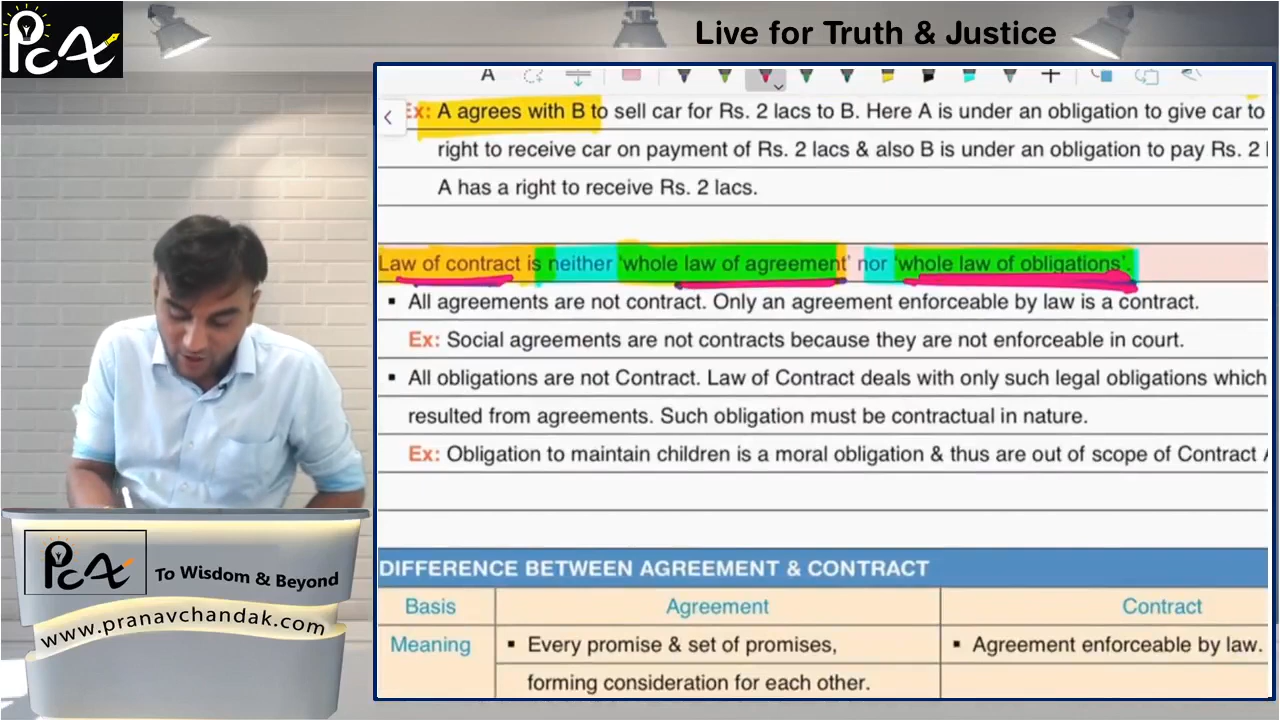 PCA
Live for Truth & Justice
A
Ex: A agrees with B to sell car for Rs. 2 lacs to B. Here A is under an obligation to give car to
right to receive car on payment of Rs. 2 lacs & also B is under an obligation to pay Rs. 2 l
A has a right to receive Rs. 2 lacs.
Law of contract is neither 'whole law of agreement' nor 'whole law of obligations'.
▪ All agreements are not contract. Only an agreement enforceable by law is a contract.
Ex: Social agreements are not contracts because they are not enforceable in court.
▪ All obligations are not Contract. Law of Contract deals with only such legal obligations which
resulted from agreements. Such obligation must be contractual in nature.
Ex: Obligation to maintain children is a moral obligation & thus are out of scope of Contract A
DIFFERENCE BETWEEN AGREEMENT & CONTRACT
Basis Agreement Contract
Meaning ▪ Every promise & set of promises, ▪ Agreement enforceable by law.
forming consideration for each other.
PCA To Wisdom & Beyond
www.pranavchandak.com